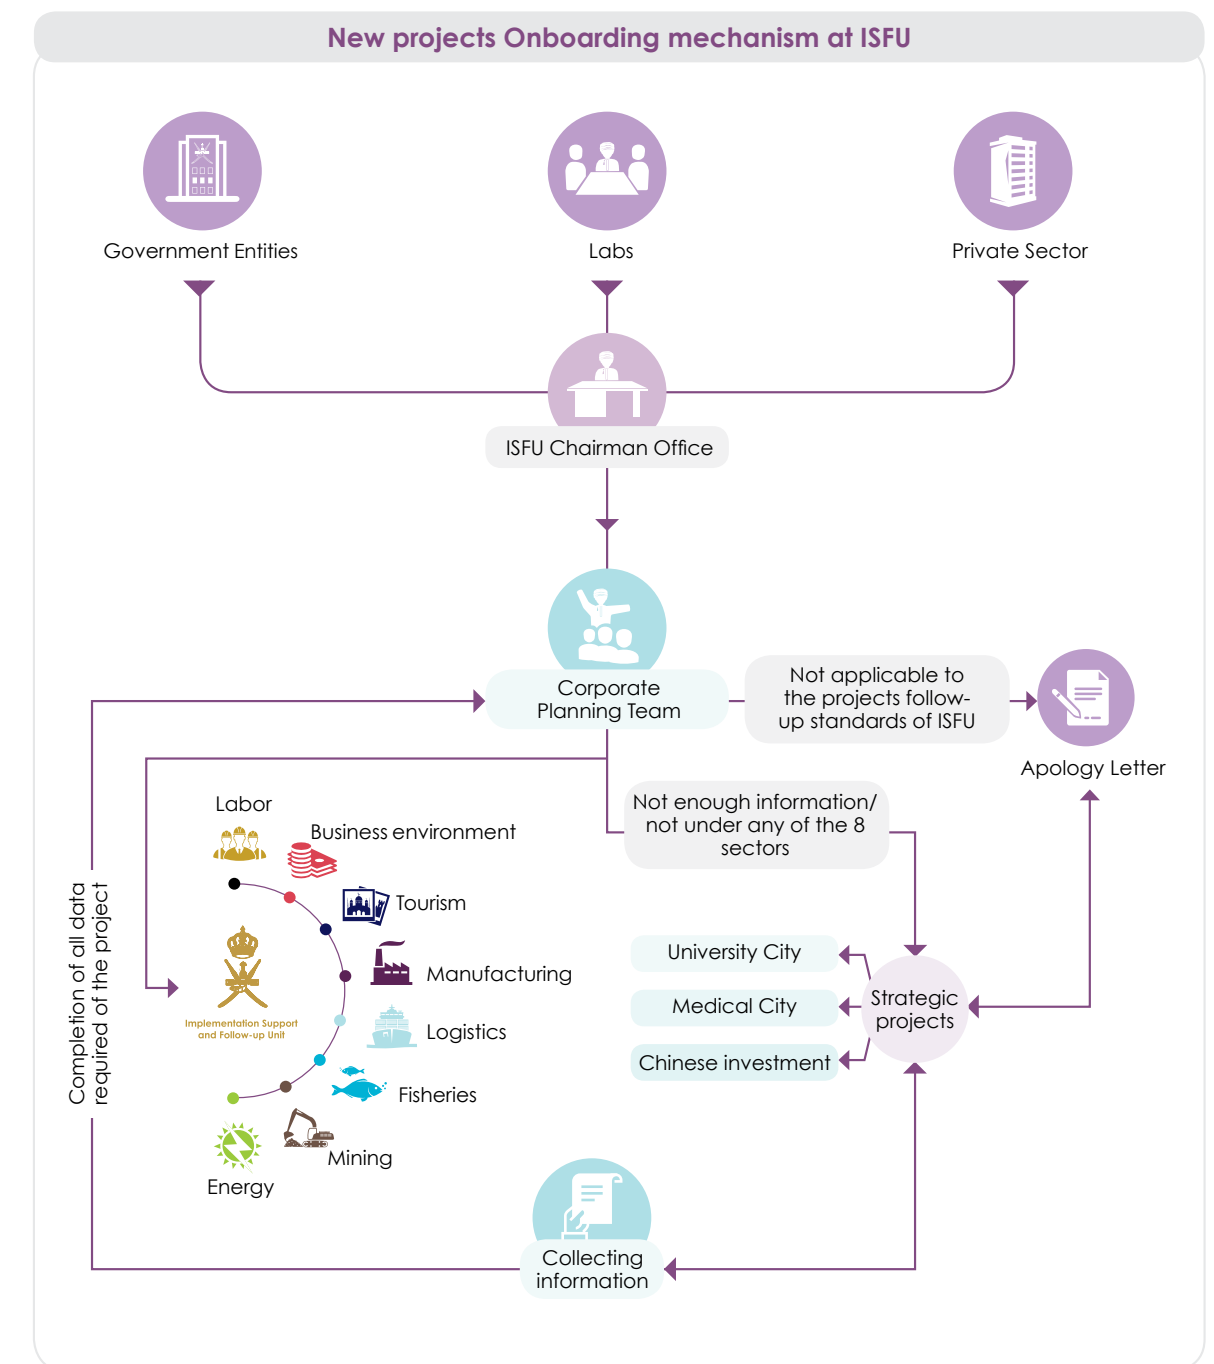 New projects Onboarding mechanism at ISFU
Government Entities
Labs
Private Sector
ISFU Chairman Office
Corporate
Planning Team
Not applicable to
the projects follow-
up standards of ISFU
Apology Letter
Not enough information/
not under any of the 8
sectors
Labor
Business environment
Tourism
Manufacturing
Logistics
Fisheries
Mining
Energy
Implementation Support
and Follow-up Unit
Completion of all data
required of the project
University City
Medical City
Chinese investment
Strategic
projects
Collecting
information